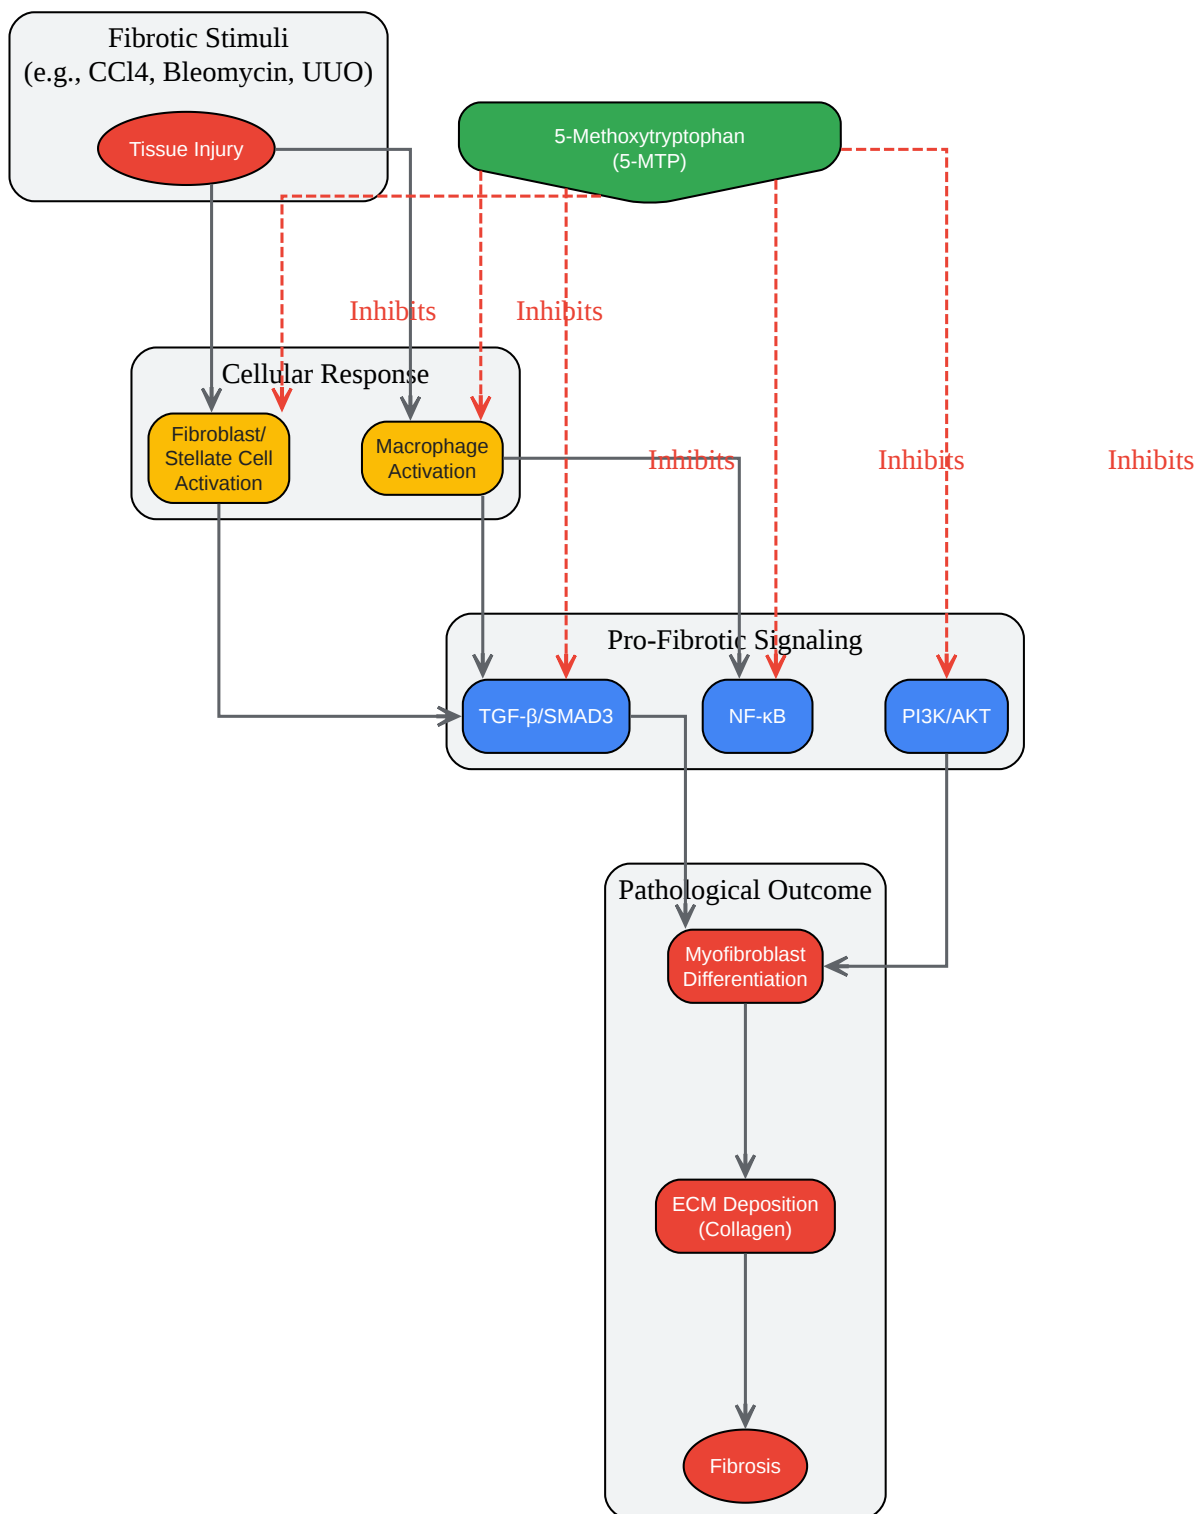 Fibrotic Stimuli
(e.g., CCl4, Bleomycin, UUO)
Tissue Injury
5-Methoxytryptophan
(5-MTP)
Inhibits
Inhibits
Cellular Response
Fibroblast/
Stellate Cell
Activation
Macrophage
Activation
Inhibits
Inhibits
Inhibits
Pro-Fibrotic Signaling
TGF-β/SMAD3
NF-κB
PI3K/AKT
Pathological Outcome
Myofibroblast
Differentiation
ECM Deposition
(Collagen)
Fibrosis